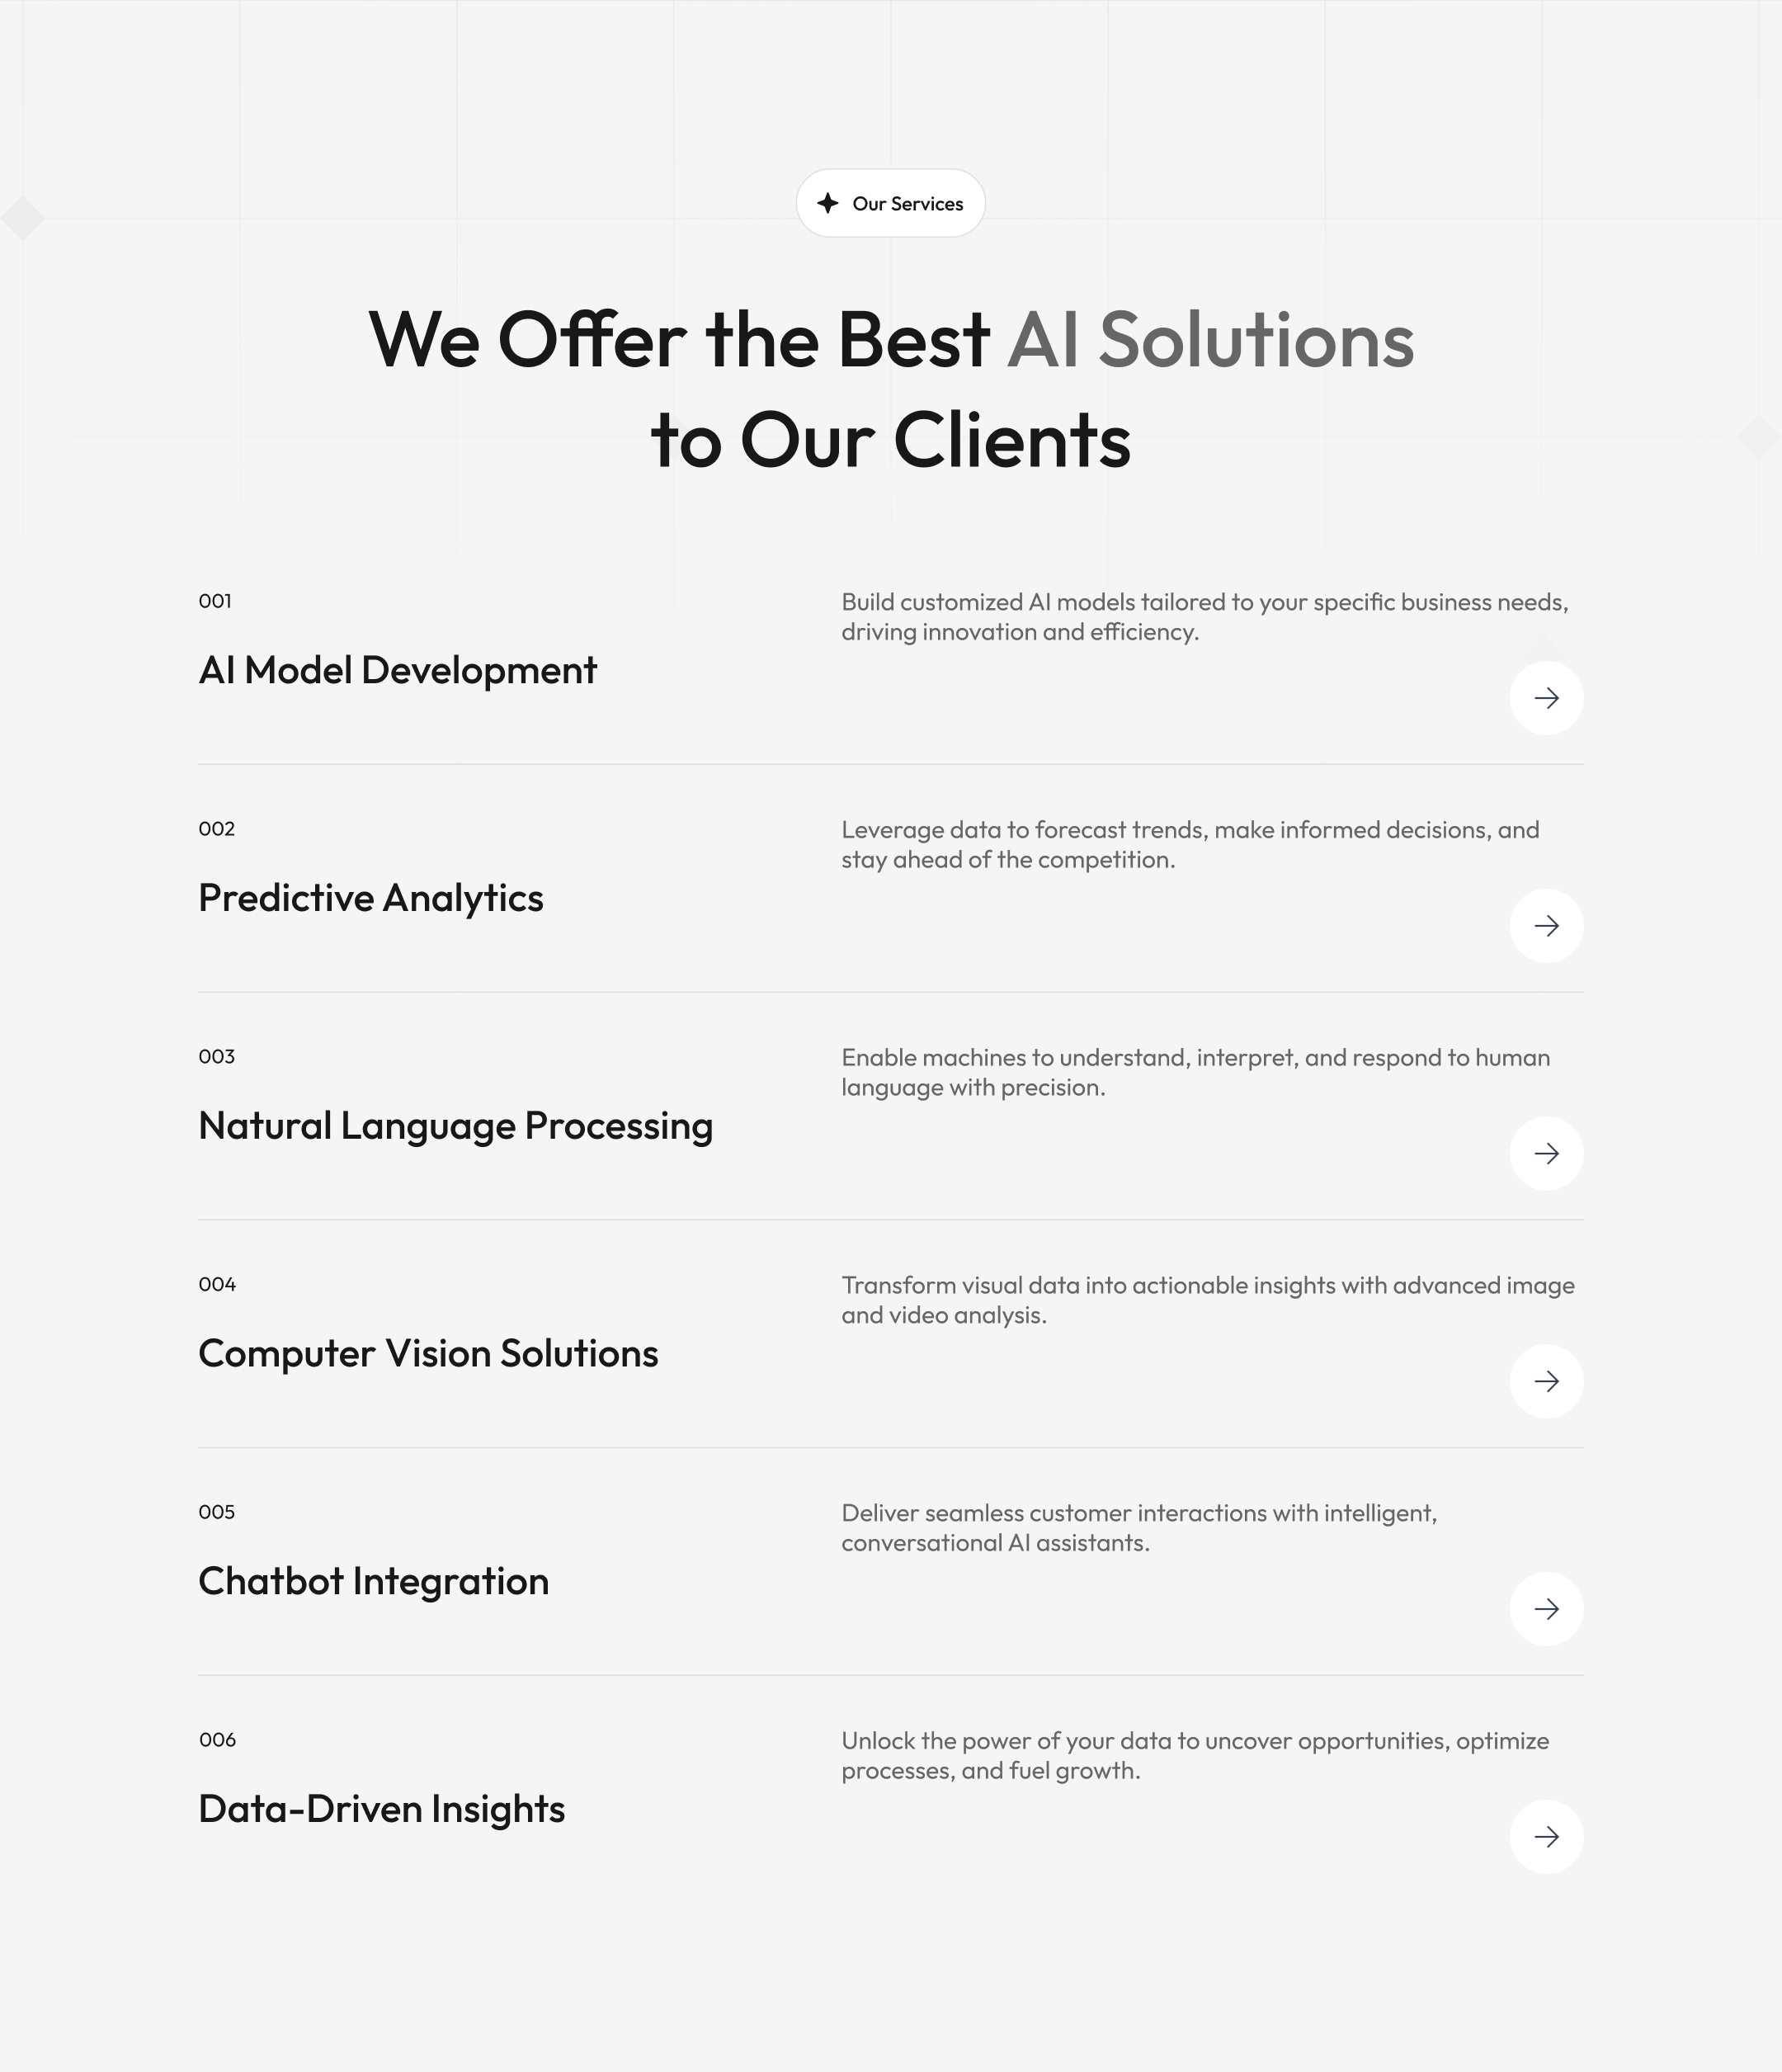 Our Services
We Offer the Best AI Solutions
to Our Clients
001
AI Model Development
Build customized AI models tailored to your specific business needs,
driving innovation and efficiency.
002
Predictive Analytics
Leverage data to forecast trends, make informed decisions, and
stay ahead of the competition.
003
Natural Language Processing
Enable machines to understand, interpret, and respond to human
language with precision.
004
Computer Vision Solutions
Transform visual data into actionable insights with advanced image
and video analysis.
005
Chatbot Integration
Deliver seamless customer interactions with intelligent,
conversational AI assistants.
006
Data-Driven Insights
Unlock the power of your data to uncover opportunities, optimize
processes, and fuel growth.